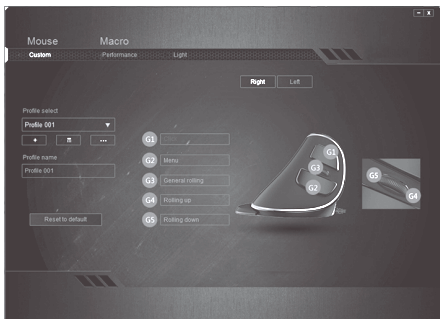 Mouse Macro
Custom Performance Light
Right Left
Profile select
Profile 001
Profile name
Profile 001
Reset to default
G1
G2 Menu
G3 General rolling
G4 Rolling up
G5 Rolling down
G1
G3
G2
G5
G4